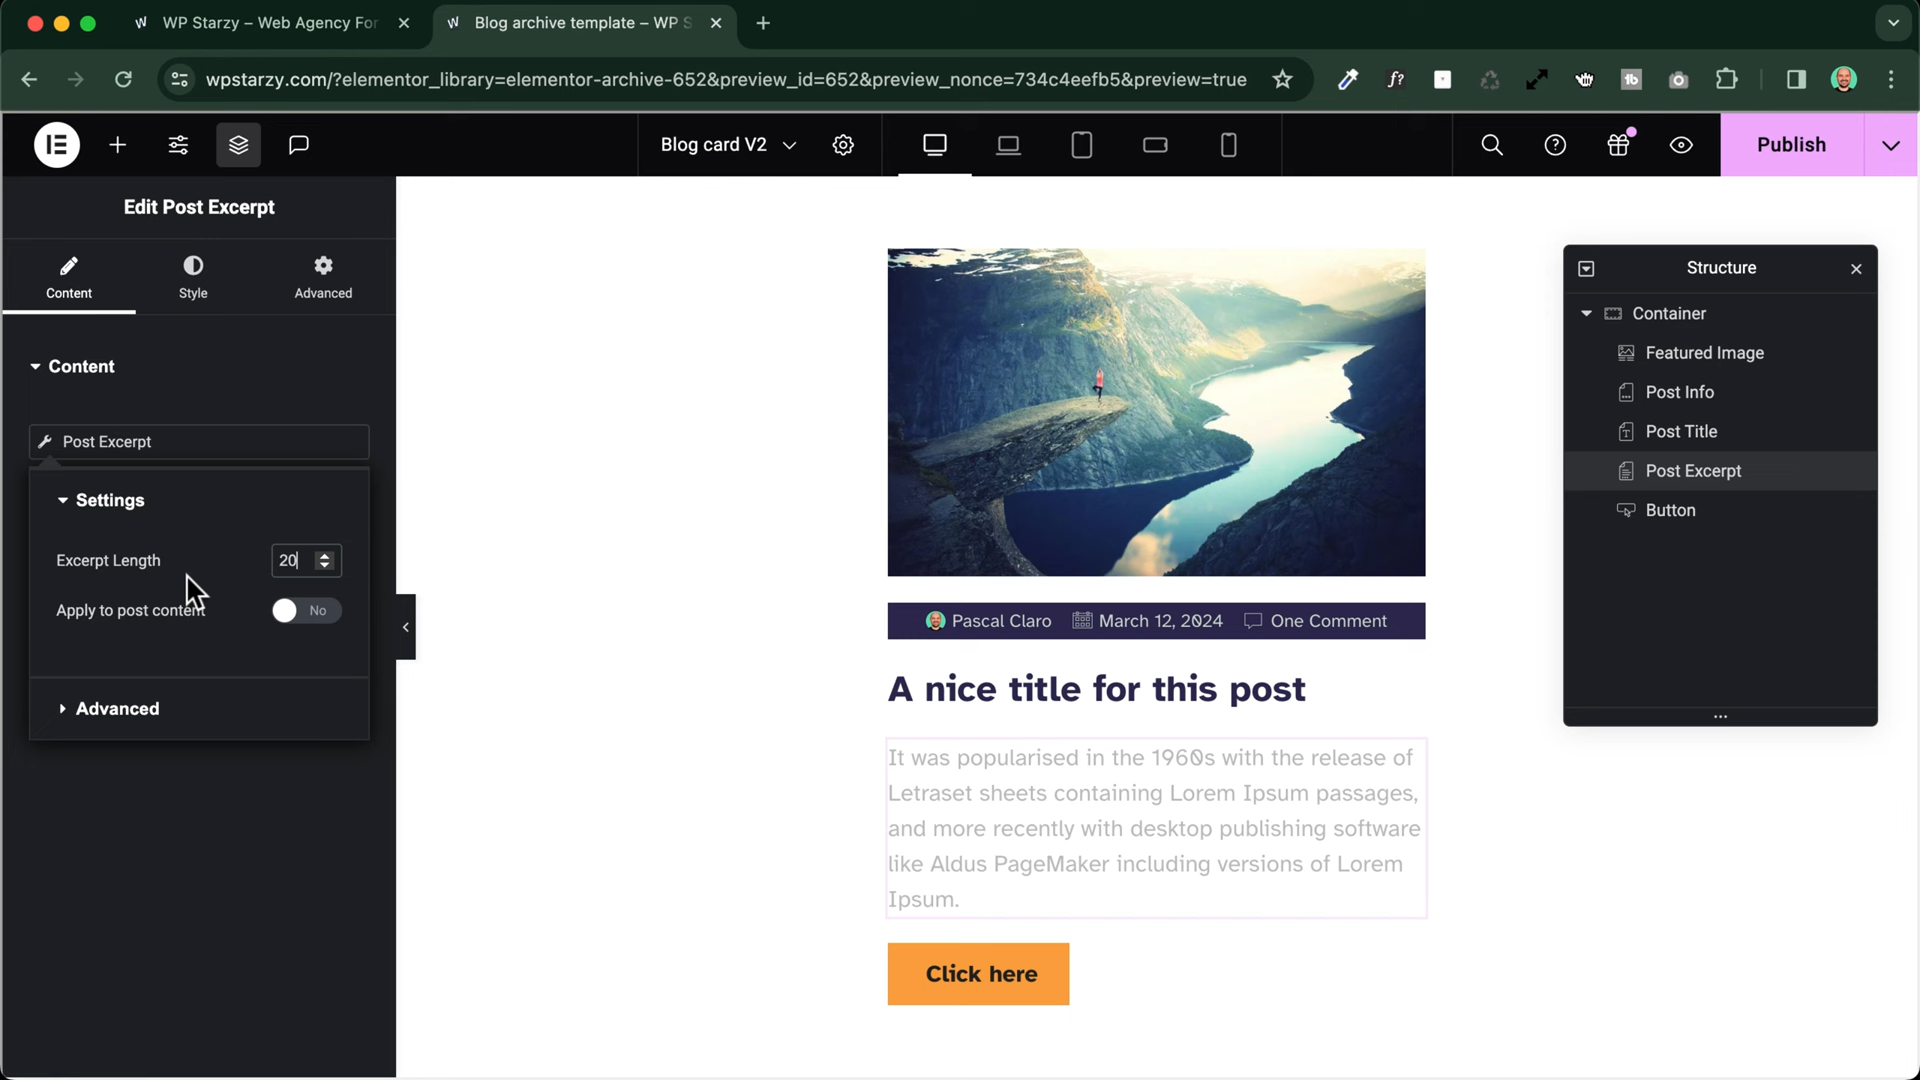 WP Starzy – Web Agency For
Blog archive template – WP S
wpstarzy.com/?elementor_library=elementor-archive-652&preview_id=652&preview_nonce=734c4eefb5&preview=true
f?
tb
Blog card V2
Publish
Edit Post Excerpt
Content
Style
Advanced
Content
Post Excerpt
Settings
Excerpt Length
20
Apply to post content
No
Advanced
Pascal Claro
March 12, 2024
One Comment
A nice title for this post
It was popularised in the 1960s with the release of
Letraset sheets containing Lorem Ipsum passages,
and more recently with desktop publishing software
like Aldus PageMaker including versions of Lorem
Ipsum.
Click here
Structure
Container
Featured Image
Post Info
Post Title
Post Excerpt
Button